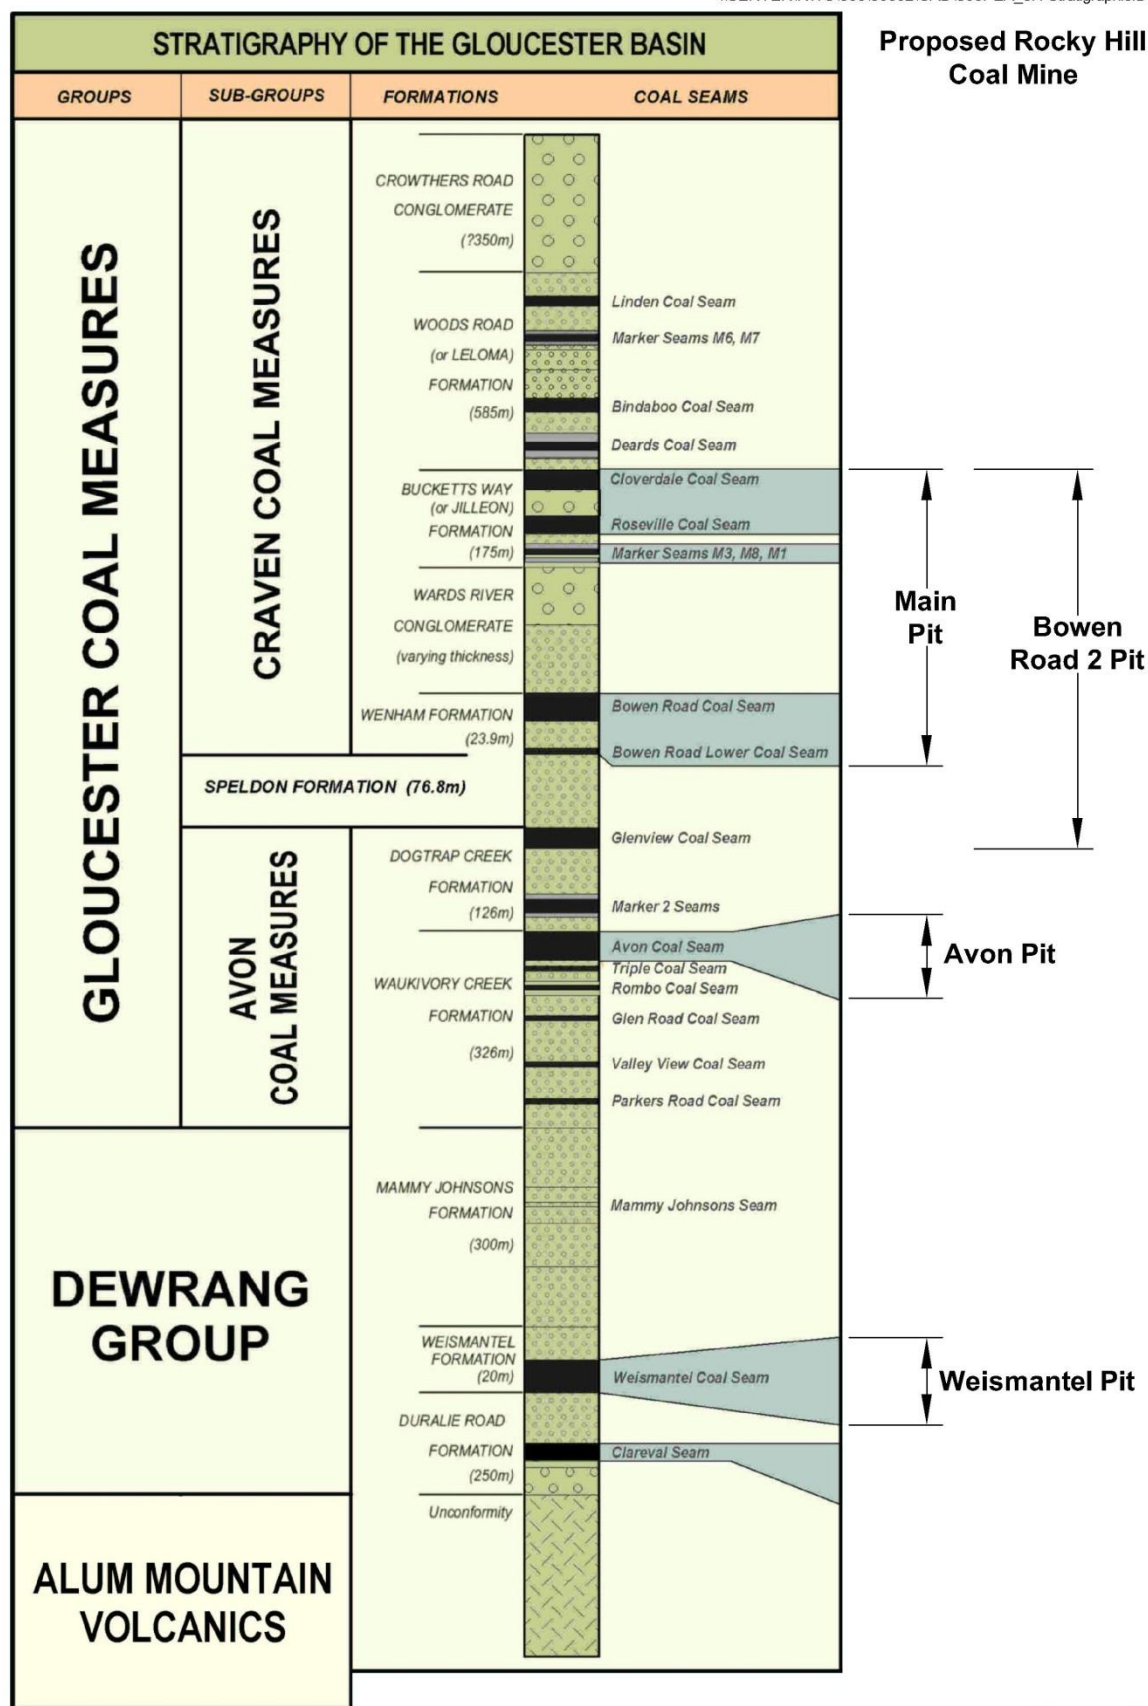 STRATIGRAPHY OF THE GLOUCESTER BASIN
Proposed Rocky Hill
Coal Mine
GROUPS
SUB-GROUPS
FORMATIONS
COAL SEAMS
GLOUCESTER COAL MEASURES
CRAVEN COAL MEASURES
CROWTHERS ROAD
CONGLOMERATE
(?350m)
WOODS ROAD
(or LELOMA)
FORMATION
(585m)
Linden Coal Seam
Marker Seams M6, M7
Bindaboo Coal Seam
Deards Coal Seam
BUCKETTS WAY
(or JILLEON)
FORMATION
(175m)
Cloverdale Coal Seam
Roseville Coal Seam
Marker Seams M3, M8, M1
WARDS RIVER
CONGLOMERATE
(varying thickness)
Main
Pit
Bowen
Road 2 Pit
WENHAM FORMATION
(23.9m)
Bowen Road Coal Seam
Bowen Road Lower Coal Seam
SPELDON FORMATION (76.8m)
AVON
COAL MEASURES
DOGTRAP CREEK
FORMATION
(126m)
Glenview Coal Seam
Marker 2 Seams
WAUKIVORY CREEK
FORMATION
(326m)
Avon Coal Seam
Triple Coal Seam
Rombo Coal Seam
Glen Road Coal Seam
Valley View Coal Seam
Parkers Road Coal Seam
Avon Pit
DEWRANG
GROUP
MAMMY JOHNSONS
FORMATION
(300m)
Mammy Johnsons Seam
WEISMANTEL
FORMATION
(20m)
Weismantel Coal Seam
Weismantel Pit
DURALIE ROAD
FORMATION
(250m)
Clareval Seam
Unconformity
ALUM MOUNTAIN
VOLCANICS